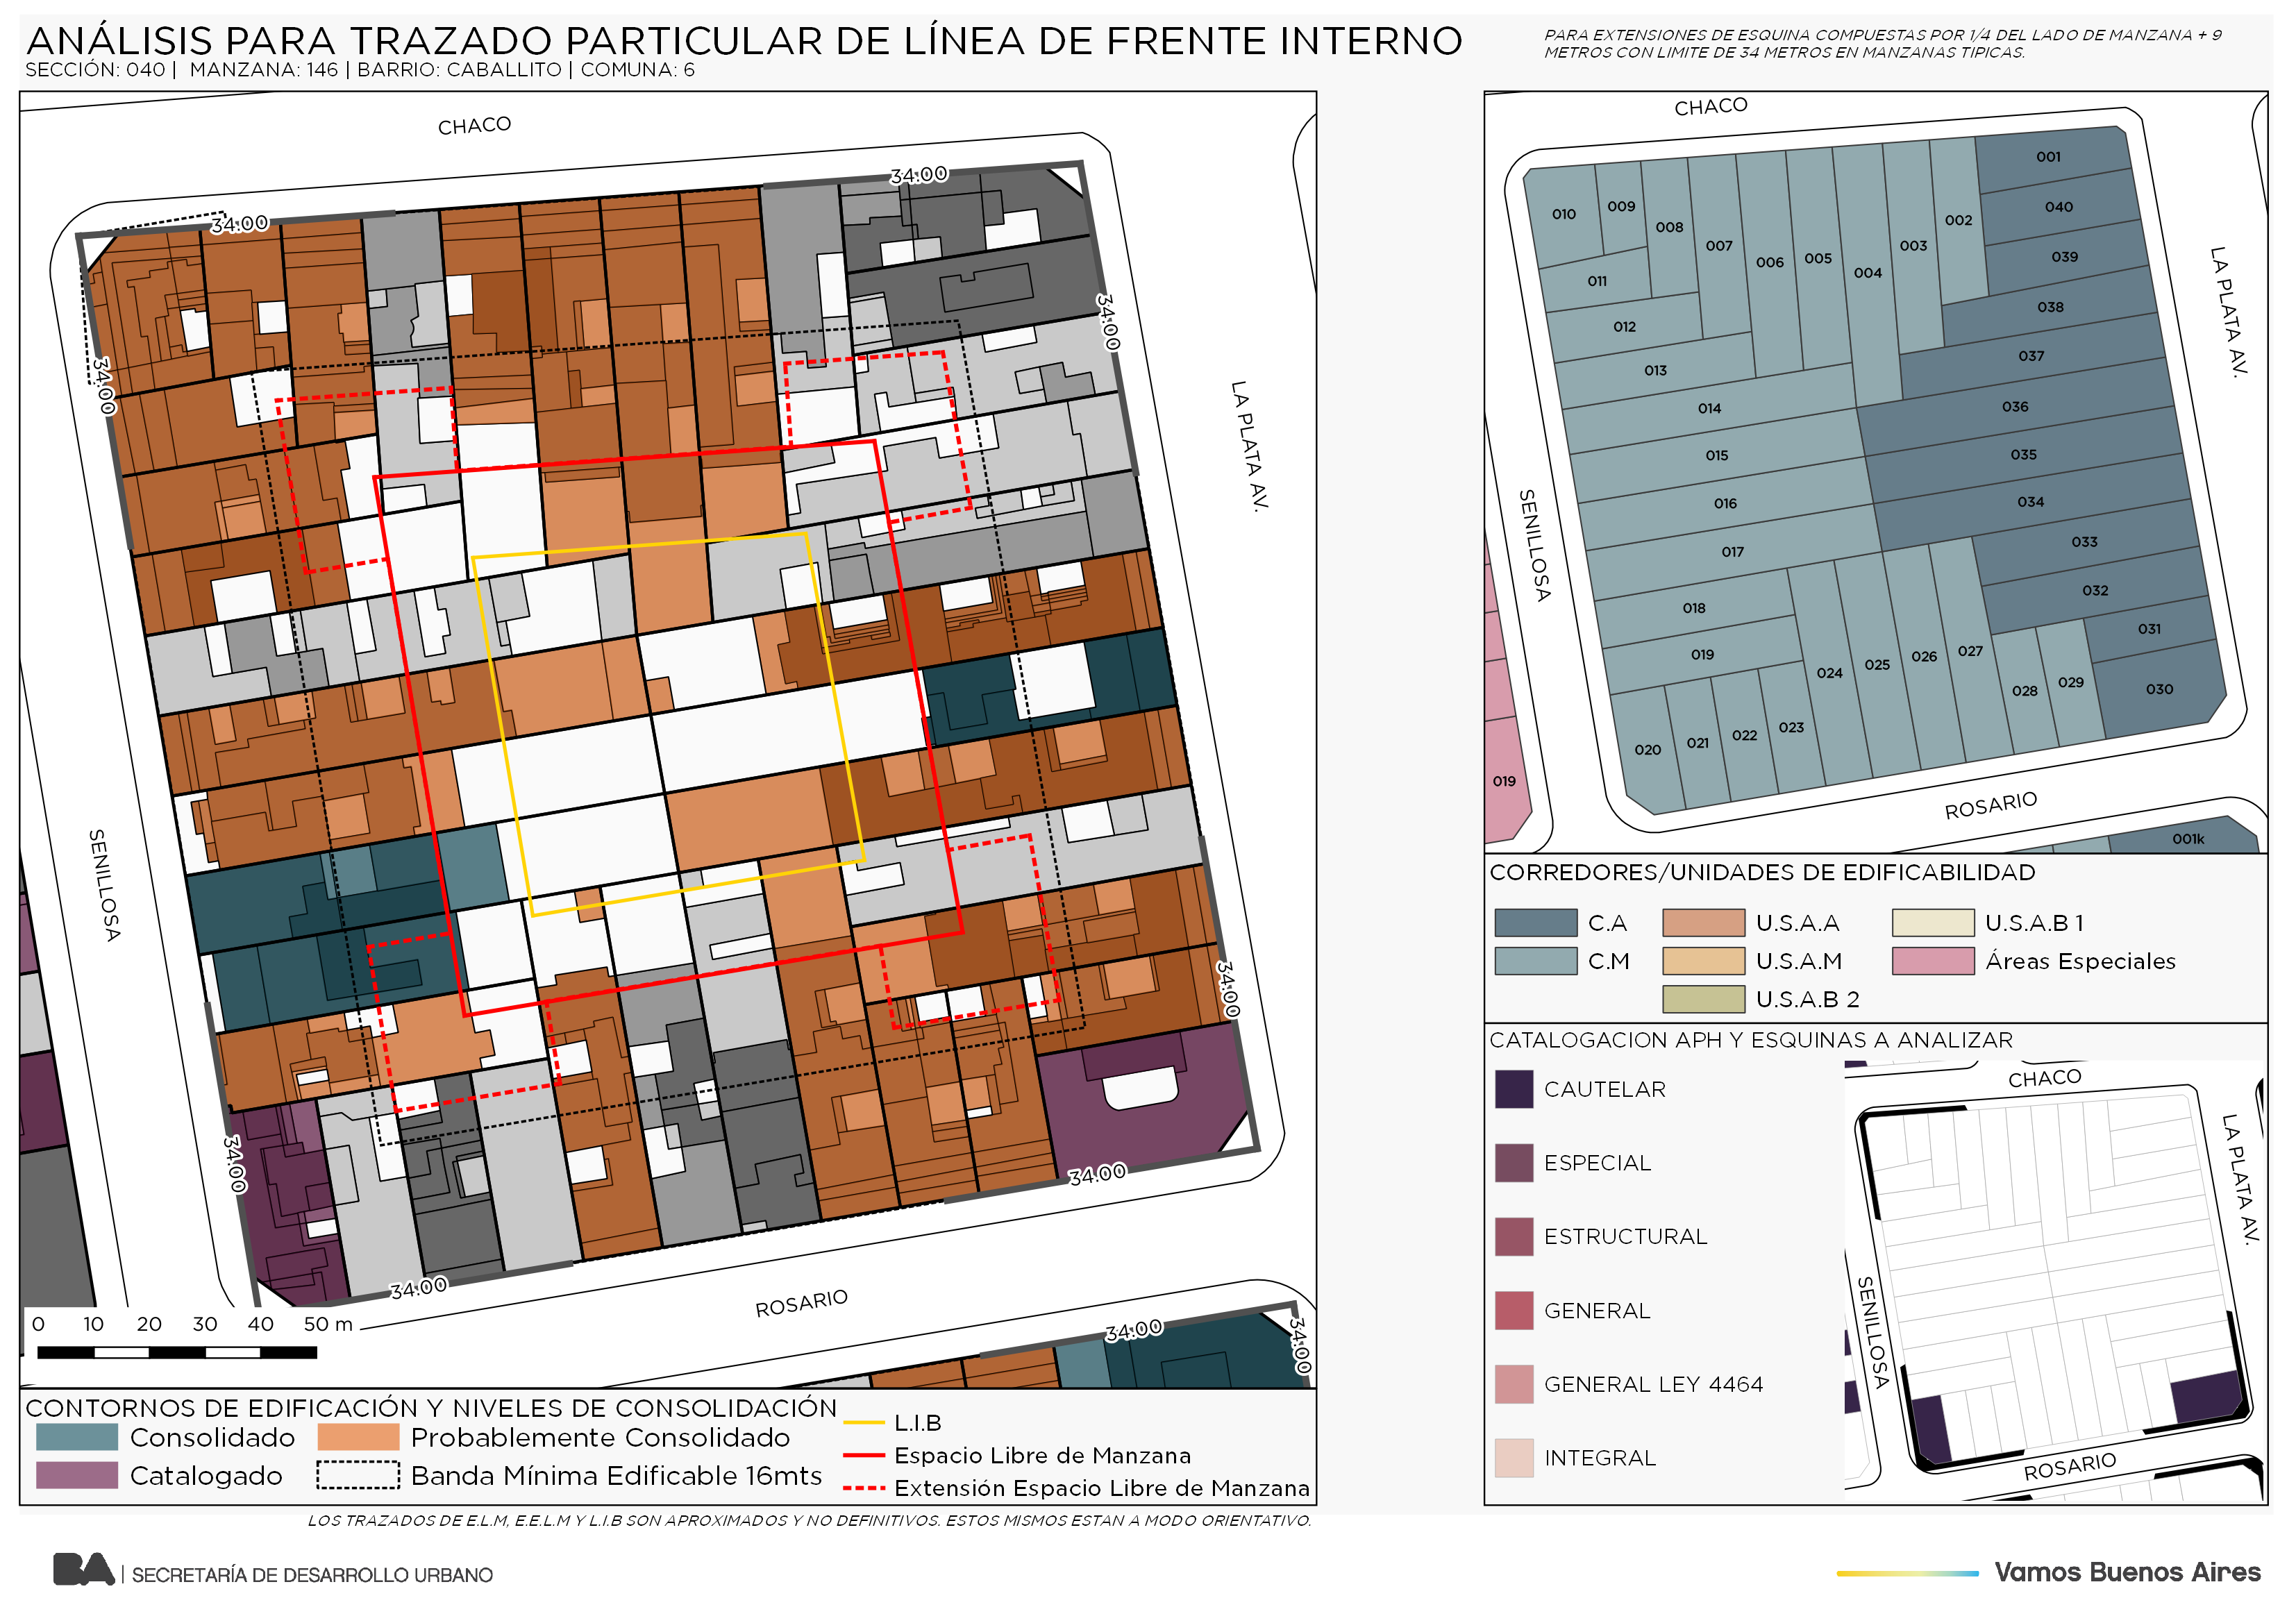 ANÁLISIS PARA TRAZADO PARTICULAR DE LÍNEA DE FRENTE INTERNO
SECCIÓN: 040 | MANZANA: 146 | BARRIO: CABALLITO | COMUNA: 6
PARA EXTENSIONES DE ESQUINA COMPUESTAS POR 1/4 DEL LADO DE MANZANA + 9
METROS CON LIMITE DE 34 METROS EN MANZANAS TIPICAS.
CHACO
34:00
34:00
34:00
34:00
LA PLATA AV.
SENILLOSA
34:00
34:00
34:00
34:00
ROSARIO
34:00
34:00
0 10 20 30 40 50 m
CONTORNOS DE EDIFICACIÓN Y NIVELES DE CONSOLIDACIÓN
Consolidado
Probablemente Consolidado
Catalogado
Banda Mínima Edificable 16mts
L.I.B
Espacio Libre de Manzana
Extensión Espacio Libre de Manzana
LOS TRAZADOS DE E.L.M, E.E.L.M Y L.I.B SON APROXIMADOS Y NO DEFINITIVOS. ESTOS MISMOS ESTAN A MODO ORIENTATIVO.
CHACO
001
002
003
004
005
006
007
008
009
010
011
012
013
014
015
016
017
018
019
020
021
022
023
024
025
026
027
028
029
030
031
032
033
034
035
036
037
038
039
040
LA PLATA AV.
SENILLOSA
ROSARIO
019
001k
CORREDORES/UNIDADES DE EDIFICABILIDAD
C.A
U.S.A.A
U.S.A.B 1
C.M
U.S.A.M
Áreas Especiales
U.S.A.B 2
CATALOGACION APH Y ESQUINAS A ANALIZAR
CAUTELAR
ESPECIAL
ESTRUCTURAL
GENERAL
GENERAL LEY 4464
INTEGRAL
CHACO
LA PLATA AV.
SENILLOSA
ROSARIO
BA | SECRETARÍA DE DESARROLLO URBANO
Vamos Buenos Aires